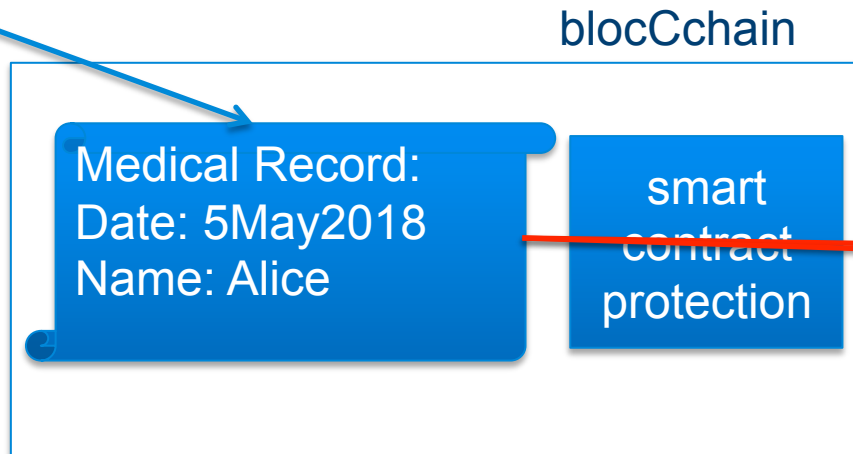 blocCchain
Medical Record:
Date: 5May2018
Name: Alice
smart
contract
protection